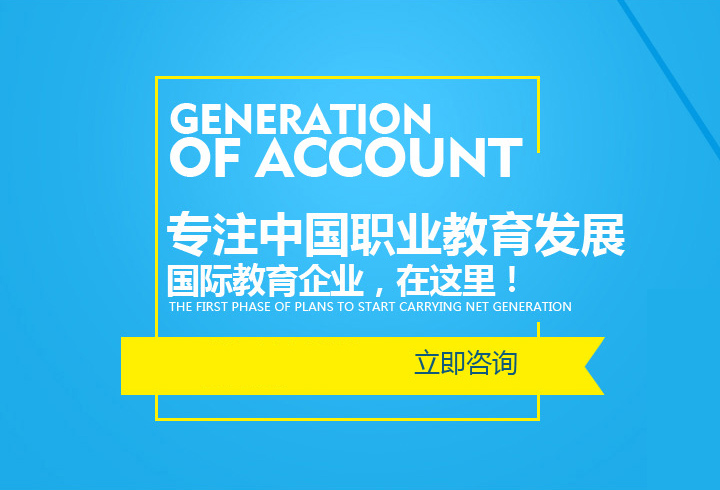 GENERATION
OF ACCOUNT
专注中国职业教育发展
国际教育企业，在这里！
THE FIRST PHASE OF PLANS TO START CARRYING NET GENERATION
立即咨询